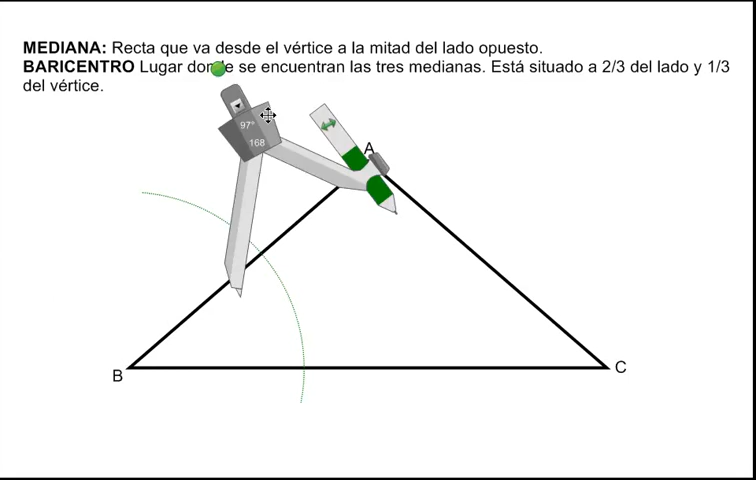 MEDIANA: Recta que va desde el vértice a la mitad del lado opuesto.
BARICENTRO Lugar donde se encuentran las tres medianas. Está situado a 2/3 del lado y 1/3
del vértice.
97°
168
A
B
C